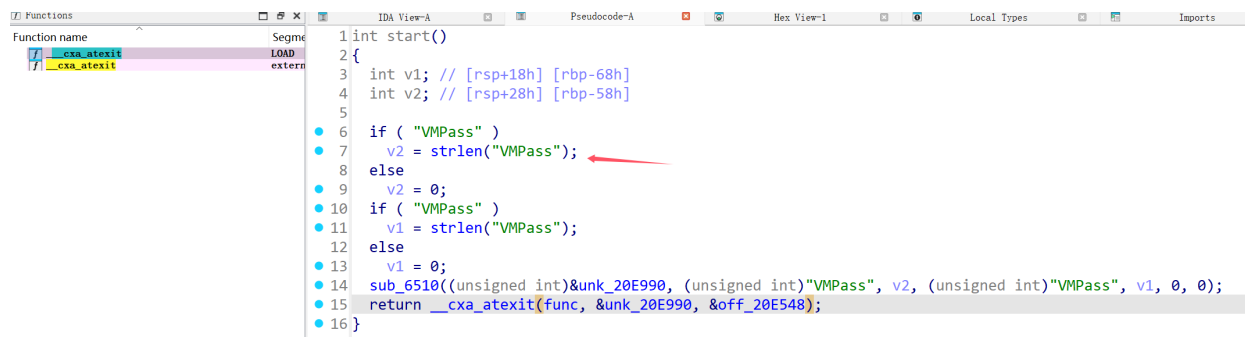 Functions
IDA View-A
Pseudocode-A
Hex View-1
Local Types
Imports
Function name
Segme
f ___cxa_atexit LOAD
f __cxa_atexit extern
1 int start()
2 {
3 int v1; // [rsp+18h] [rbp-68h]
4 int v2; // [rsp+28h] [rbp-58h]
5
6 if ( "VMPass" )
7 v2 = strlen("VMPass");
8 else
9 v2 = 0;
10 if ( "VMPass" )
11 v1 = strlen("VMPass");
12 else
13 v1 = 0;
14 sub_6510((unsigned int)&unk_20E990, (unsigned int)"VMPass", v2, (unsigned int)"VMPass", v1, 0, 0);
15 return __cxa_atexit(func, &unk_20E990, &off_20E548);
16 }